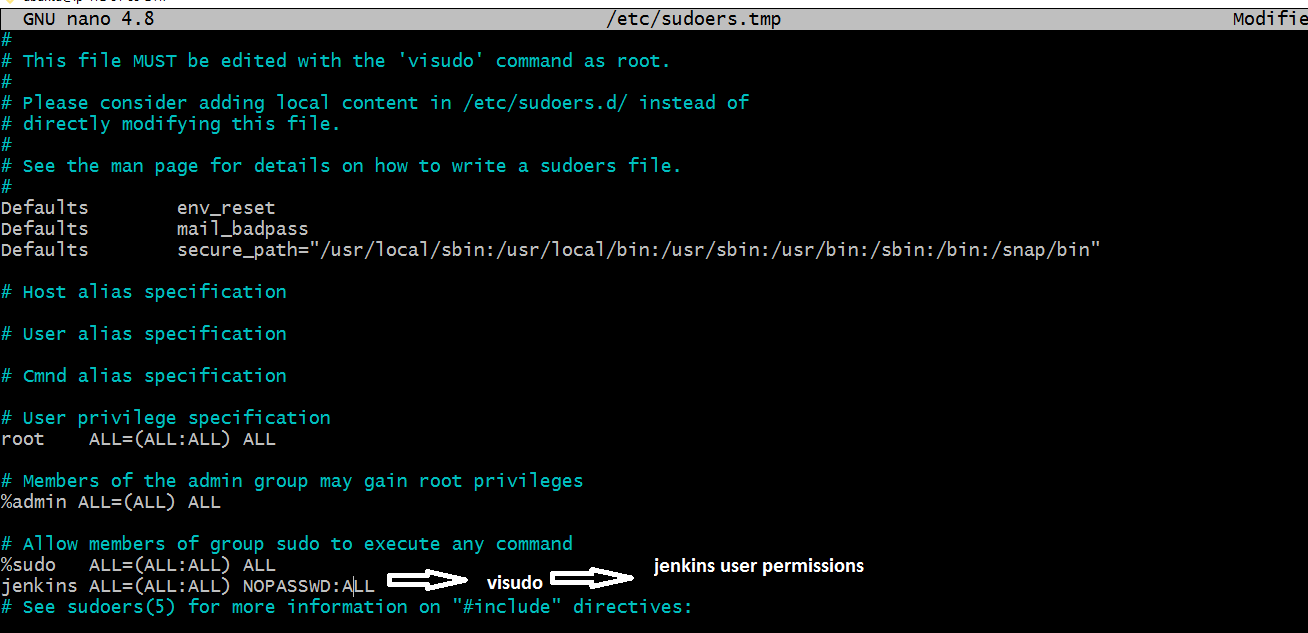 GNU nano 4.8 /etc/sudoers.tmp Modifie
#
# This file MUST be edited with the 'visudo' command as root.
#
# Please consider adding local content in /etc/sudoers.d/ instead of
# directly modifying this file.
#
# See the man page for details on how to write a sudoers file.
#
Defaults env_reset
Defaults mail_badpass
Defaults secure_path="/usr/local/sbin:/usr/local/bin:/usr/sbin:/usr/bin:/sbin:/bin:/snap/bin"
# Host alias specification
# User alias specification
# Cmnd alias specification
# User privilege specification
root ALL=(ALL:ALL) ALL
# Members of the admin group may gain root privileges
%admin ALL=(ALL) ALL
# Allow members of group sudo to execute any command
%sudo ALL=(ALL:ALL) ALL
jenkins ALL=(ALL:ALL) NOPASSWD:ALL visudo jenkins user permissions
# See sudoers(5) for more information on "#include" directives: